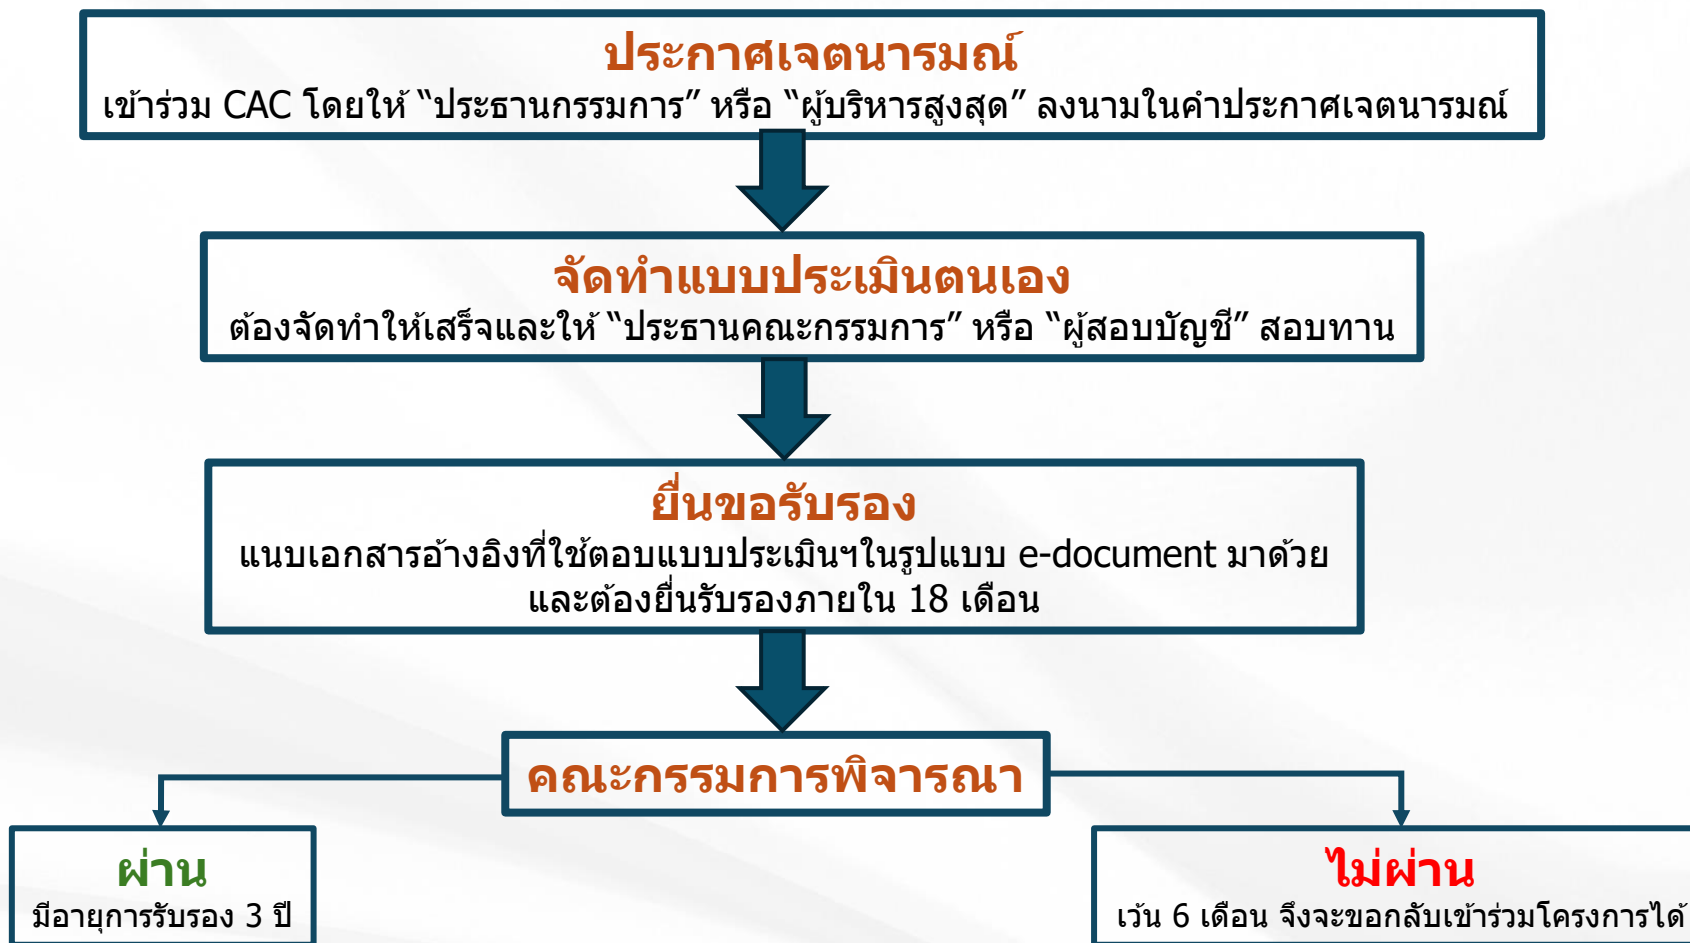 ประกาศเจตนารมณ์
เข้าร่วม CAC โดยให้ “ประธานกรรมการ” หรือ “ผู้บริหารสูงสุด” ลงนามในคำประกาศเจตนารมณ์
จัดทำแบบประเมินตนเอง
ต้องจัดทำให้เสร็จและให้ “ประธานคณะกรรมการ” หรือ “ผู้สอบบัญชี” สอบทาน
ยื่นขอรับรอง
แนบเอกสารอ้างอิงที่ใช้ตอบแบบประเมินฯในรูปแบบ e-document มาด้วย
และต้องยื่นรับรองภายใน 18 เดือน
คณะกรรมการพิจารณา
ผ่าน
มีอายุการรับรอง 3 ปี
ไม่ผ่าน
เว้น 6 เดือน จึงจะขอกลับเข้าร่วมโครงการได้